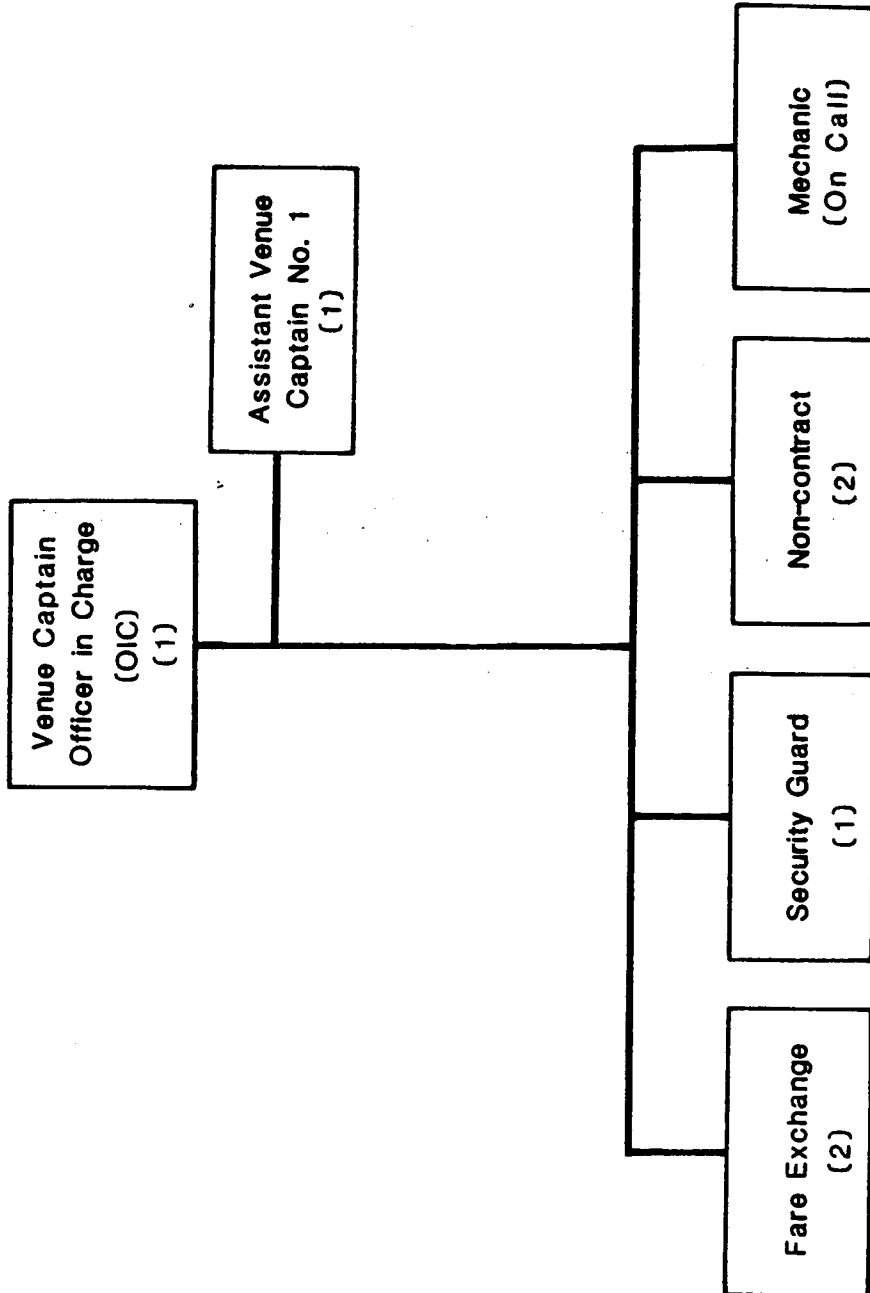 Venue Captain
Officer in Charge
(OIC)
(1)
Assistant Venue
Captain No. 1
(1)
Fare Exchange
(2)
Security Guard
(1)
Non-contract
(2)
Mechanic
(On Call)